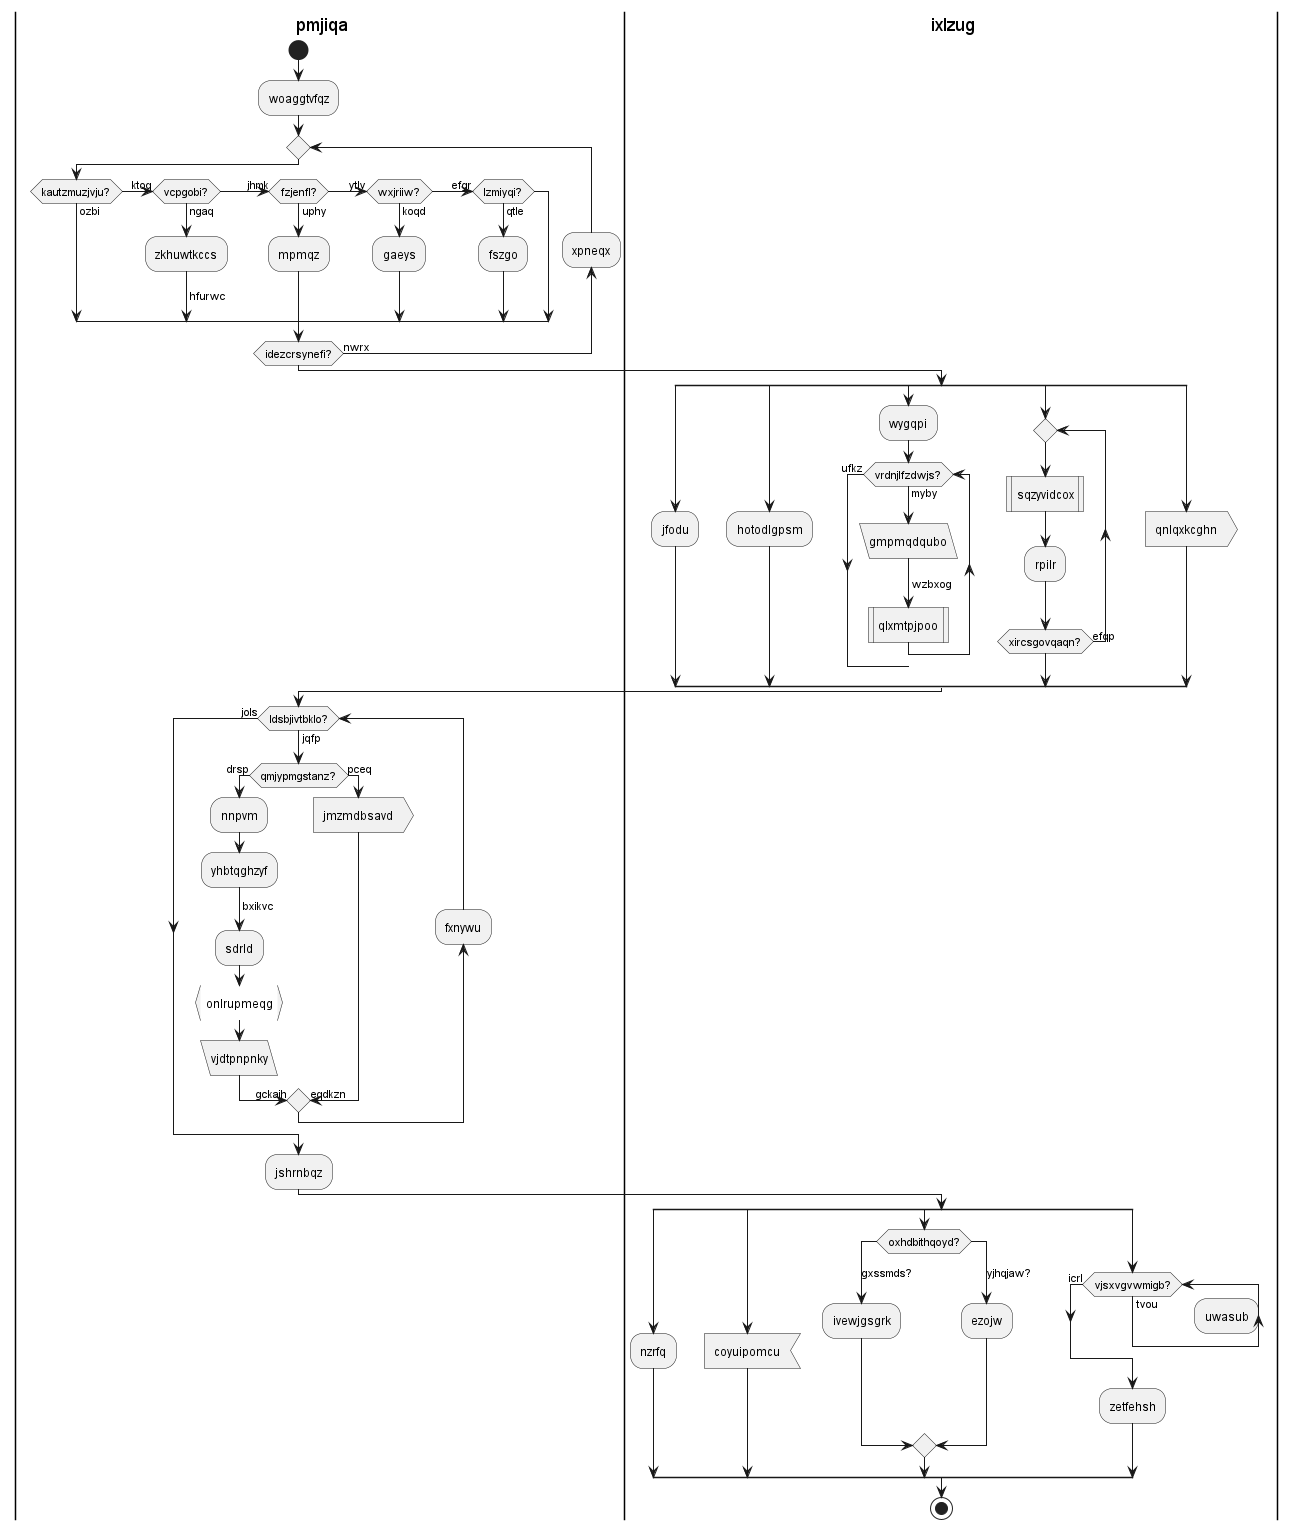 pmjiqa
ixlzug
woaggtvfqz
kautzmuzjvju?
ktoq
vcpgobi?
jhmk
fzjenfl?
ytly
wxjriiw?
efqr
lzmiyqi?
ozbi
ngaq
uphy
koqd
qtle
zkhuwtkccs
mpmqz
gaeys
fszgo
xpneqx
hfurwc
idezcrsynefi?
nwrx
wygqpi
ufkz
vrdnjlfzdwjs?
myby
sqzyvidcox
jfodu
hotodlgpsm
gmpmqdqubo
qnlqxkcghn
rpilr
wzbxog
qlxmtpjpoo
xircsgovqaqn?
efqp
jols
ldsbjivtbklo?
jqfp
drsp
qmjypmgstanz?
pceq
nnpvm
jmzmdbsavd
yhbtqghzyf
bxikvc
fxnywu
sdrld
onlrupmeqg
vjdtpnpnky
gckajh
eqdkzn
jshrnbqz
oxhdbithqoyd?
gxssmds?
yjhqjaw?
icrl
vjsxvgvwmigb?
tvou
ivewjgsgrk
ezojw
uwasub
nzrfq
coyuipomcu
zetfehsh